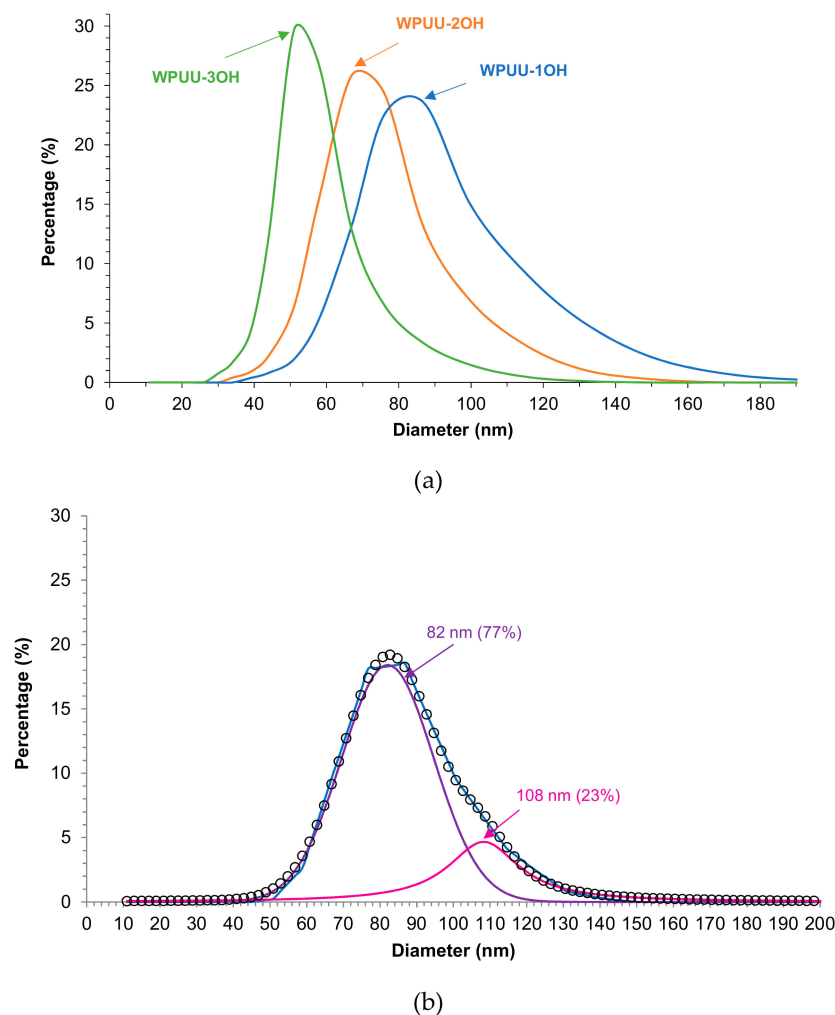 30
25
20
15
10
5
0
Percentage (%)
WPUU-3OH
WPUU-2OH
WPUU-1OH
0 20 40 60 80 100 120 140 160 180
Diameter (nm)
(a)
30
25
20
15
10
5
0
Percentage (%)
82 nm (77%)
108 nm (23%)
0 10 20 30 40 50 60 70 80 90 100 110 120 130 140 150 160 170 180 190 200
Diameter (nm)
(b)